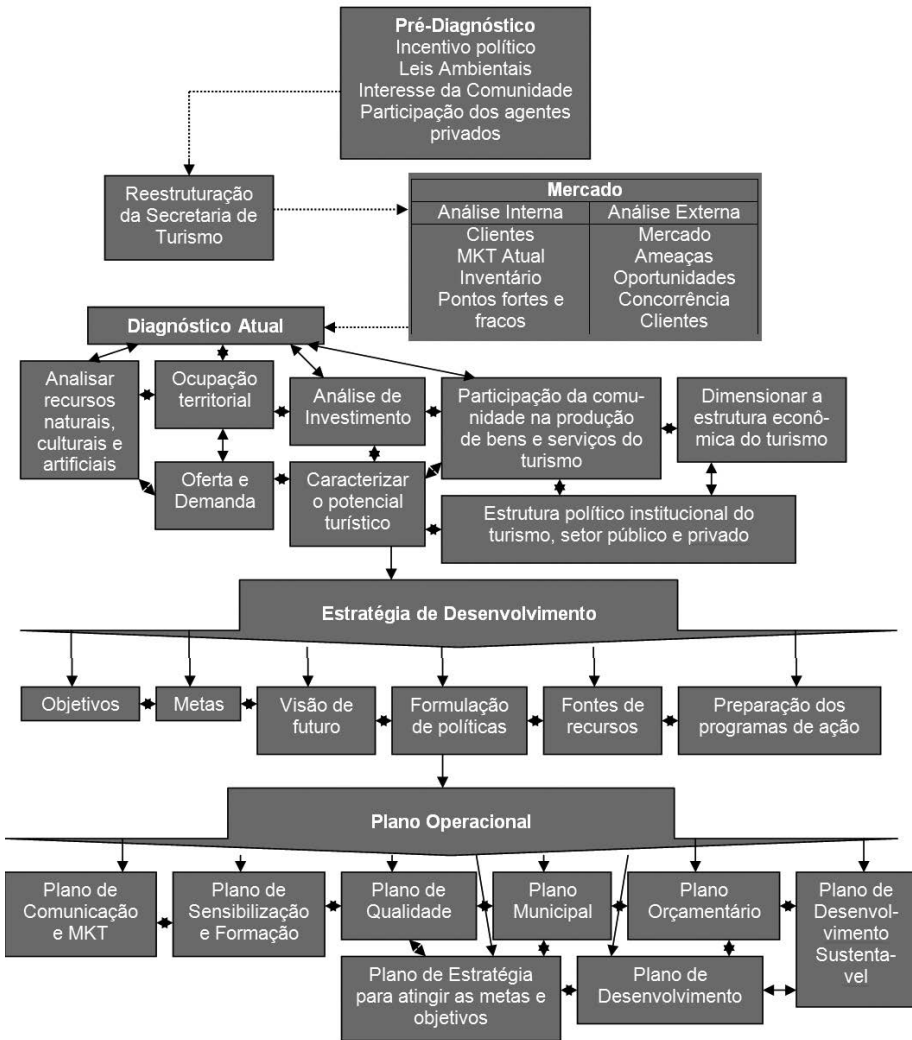 Pré-Diagnóstico
Incentivo político
Leis Ambientais
Interesse da Comunidade
Participação dos agentes
privados
Reestruturação
da Secretaria de
Turismo
Mercado
Análise Interna
Clientes
MKT Atual
Inventário
Pontos fortes e
fracos
Análise Externa
Mercado
Ameaças
Oportunidades
Concorrência
Clientes
Diagnóstico Atual
Analisar
recursos
naturais,
culturais e
artificiais
Ocupação
territorial
Análise de
Investimento
Participação da comu-
nidade na produção
de bens e serviços do
turismo
Dimensionar a
estrutura econô-
mica do turismo
Oferta e
Demanda
Caracterizar
o potencial
turístico
Estrutura político institucional do
turismo, setor público e privado
Estratégia de Desenvolvimento
Objetivos
Metas
Visão de
futuro
Formulação
de políticas
Fontes de
recursos
Preparação dos
programas de ação
Plano Operacional
Plano de
Comunicação
e MKT
Plano de
Sensibilização
e Formação
Plano de
Qualidade
Plano
Municipal
Plano
Orçamentário
Plano de
Desenvol-
vimento
Sustenta-
vel
Plano de Estratégia
para atingir as metas e
objetivos
Plano de
Desenvolvimento